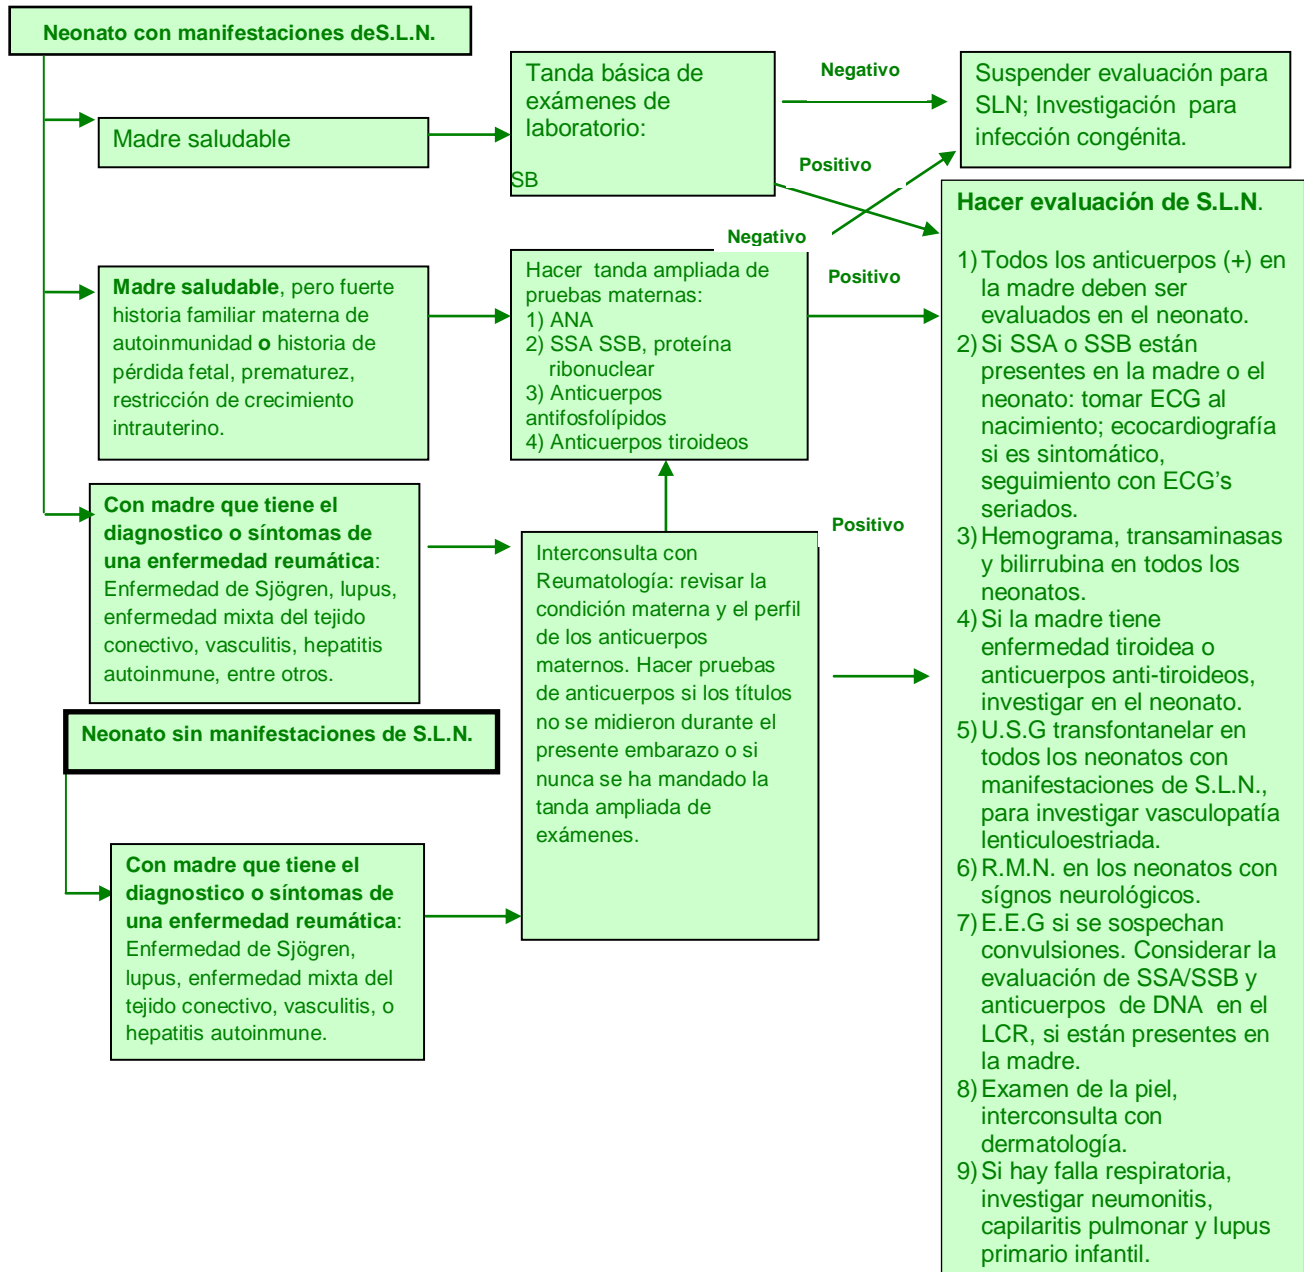 Neonato con manifestaciones deS.L.N.
Madre saludable
Tanda básica de
exámenes de
laboratorio:
SB
Negativo
Suspender evaluación para
SLN; Investigación para
infección congénita.
Positivo
Madre saludable, pero fuerte
historia familiar materna de
autoinmunidad o historia de
pérdida fetal, prematurez,
restricción de crecimiento
intrauterino.
Hacer tanda ampliada de
pruebas maternas:
1) ANA
2) SSA SSB, proteína
ribonuclear
3) Anticuerpos
antifosfolípidos
4) Anticuerpos tiroideos
Negativo
Positivo
Con madre que tiene el
diagnostico o síntomas de
una enfermedad reumática:
Enfermedad de Sjögren, lupus,
enfermedad mixta del tejido
conectivo, vasculitis, hepatitis
autoinmune, entre otros.
Interconsulta con
Reumatología: revisar la
condición materna y el perfil
de los anticuerpos
maternos. Hacer pruebas
de anticuerpos si los títulos
no se midieron durante el
presente embarazo o si
nunca se ha mandado la
tanda ampliada de
exámenes.
Positivo
Neonato sin manifestaciones de S.L.N.
Con madre que tiene el
diagnostico o síntomas de
una enfermedad reumática:
Enfermedad de Sjögren,
lupus, enfermedad mixta del
tejido conectivo, vasculitis, o
hepatitis autoinmune.
Hacer evaluación de S.L.N.
1) Todos los anticuerpos (+) en
la madre deben ser
evaluados en el neonato.
2) Si SSA o SSB están
presentes en la madre o el
neonato: tomar ECG al
nacimiento; ecocardiografía
si es sintomático,
seguimiento con ECG’s
seriados.
3) Hemograma, transaminasas
y bilirrubina en todos los
neonatos.
4) Si la madre tiene
enfermedad tiroidea o
anticuerpos anti-tiroideos,
investigar en el neonato.
5) U.S.G transfontanelar en
todos los neonatos con
manifestaciones de S.L.N.,
para investigar vasculopatía
lenticuloestriada.
6) R.M.N. en los neonatos con
sígnos neurológicos.
7) E.E.G si se sospechan
convulsiones. Considerar la
evaluación de SSA/SSB y
anticuerpos de DNA en el
LCR, si están presentes en
la madre.
8) Examen de la piel,
interconsulta con
dermatología.
9) Si hay falla respiratoria,
investigar neumonitis,
capilaritis pulmonar y lupus
primario infantil.